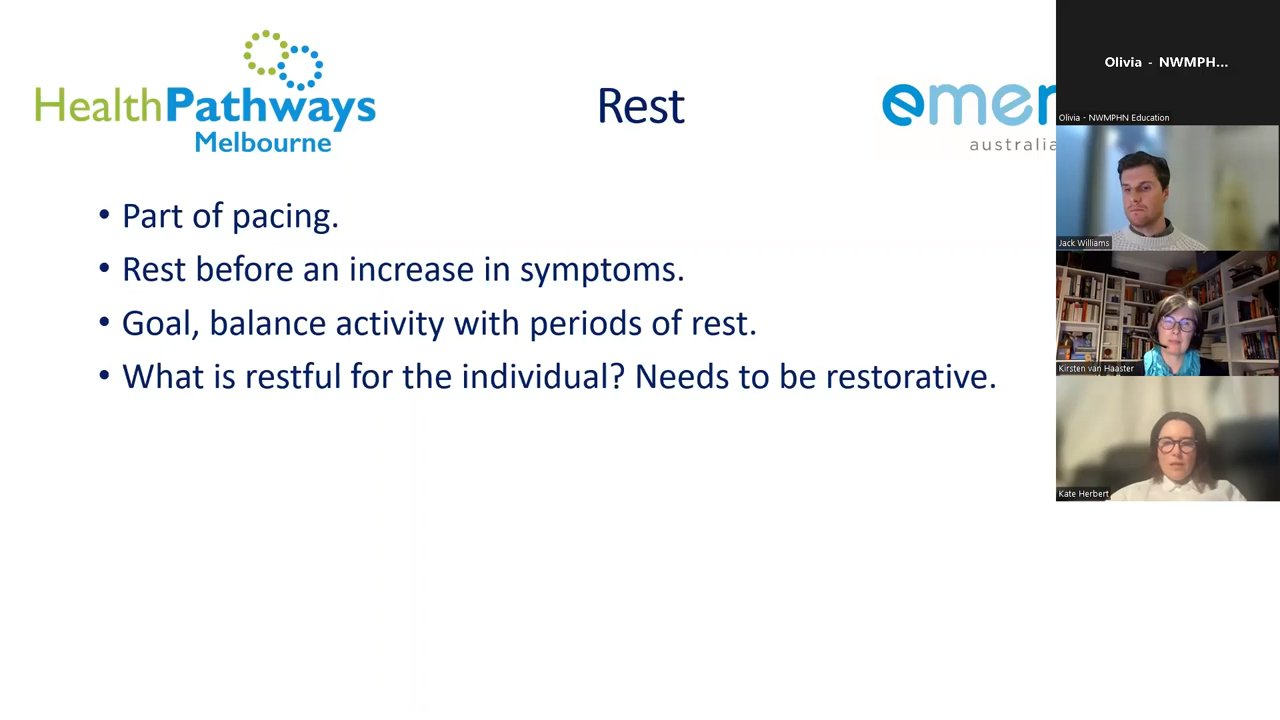 HealthPathways
Melbourne
Rest
emer
australia
• Part of pacing.
• Rest before an increase in symptoms.
• Goal, balance activity with periods of rest.
• What is restful for the individual? Needs to be restorative.
Olivia - NWMPH...
Olivia - NWMPHN Education
Jack Williams
Kirsten van Haaster
Kate Herbert